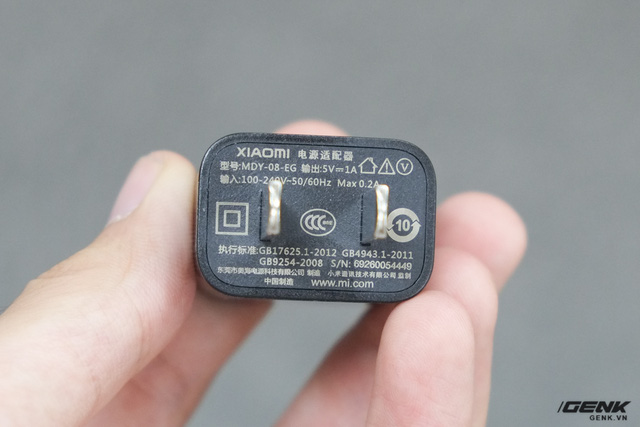 XIAOMI 电源适配器
型号:MDY-08-EG 输出:5V⎓1A V
输入:100-240V~50/60Hz Max 0.2A
CCC 10
执行标准:GB17625.1-2012 GB4943.1-2011
GB9254-2008 S/N: 69260054449
东莞市奥海电源科技有限公司 制造 小米通讯技术有限公司 监制
中国制造 www.mi.com
GENK
GENK.VN